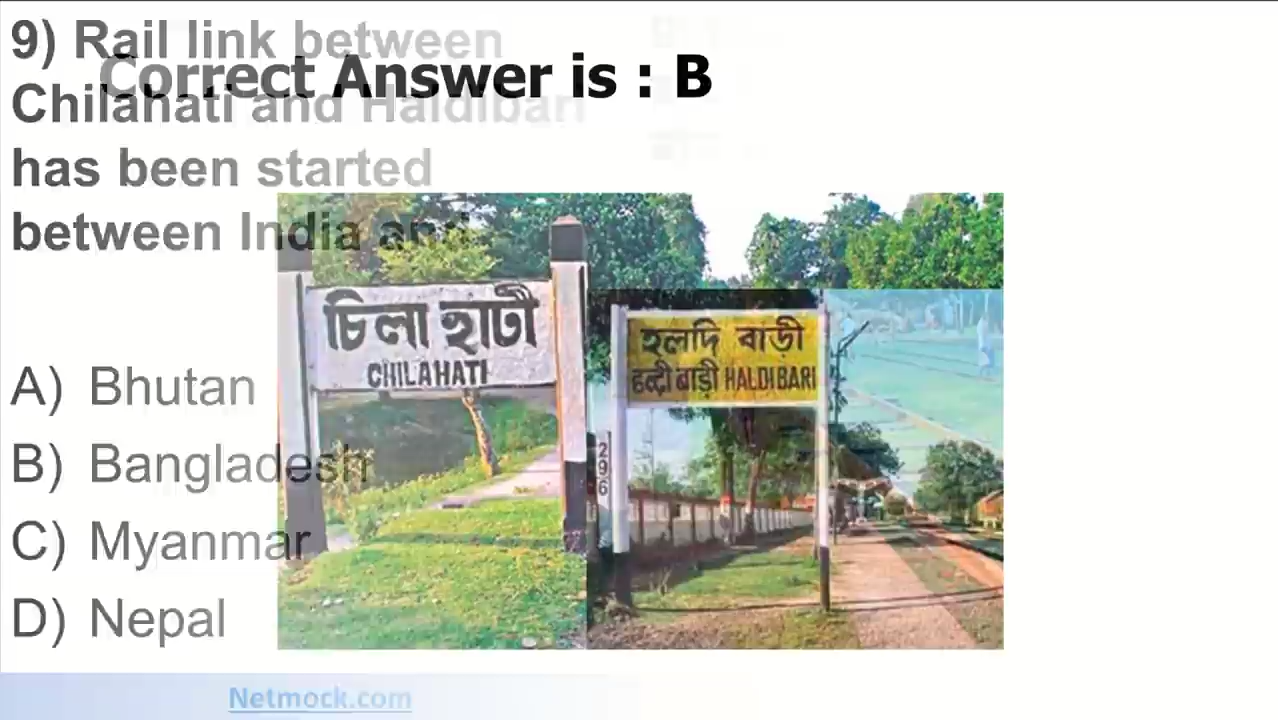 9) Rail link between
Chilahati and Haldibari
has been started
between India and
Correct Answer is : B
A) Bhutan
B) Bangladesh
C) Myanmar
D) Nepal
চিলাহাটী
CHILAHATI
হলদি বাড়ী
हल्दी बाड़ी HALDIBARI
296
Netmock.com